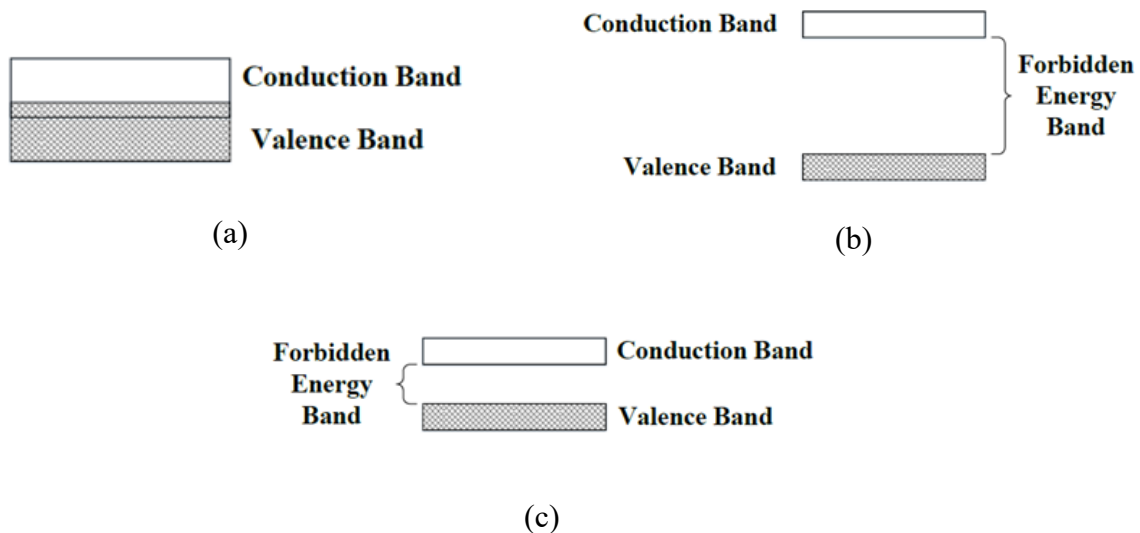 Conduction Band
Valence Band
(a)
Conduction Band
Forbidden
Energy
Band
Valence Band
(b)
Forbidden
Energy
Band
Conduction Band
Valence Band
(c)